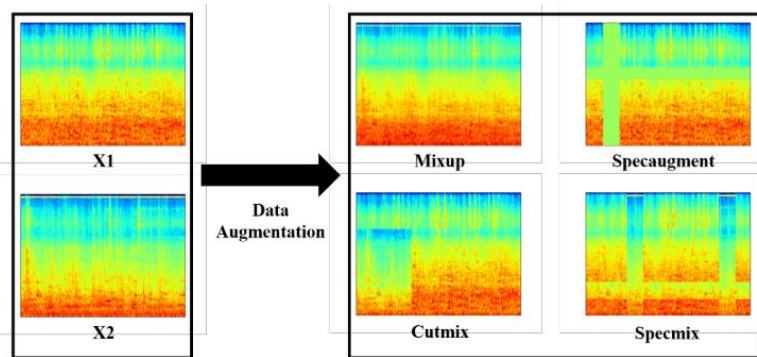 X1
Mixup
Specaugment
Data
Augmentation
X2
Cutmix
Specmix